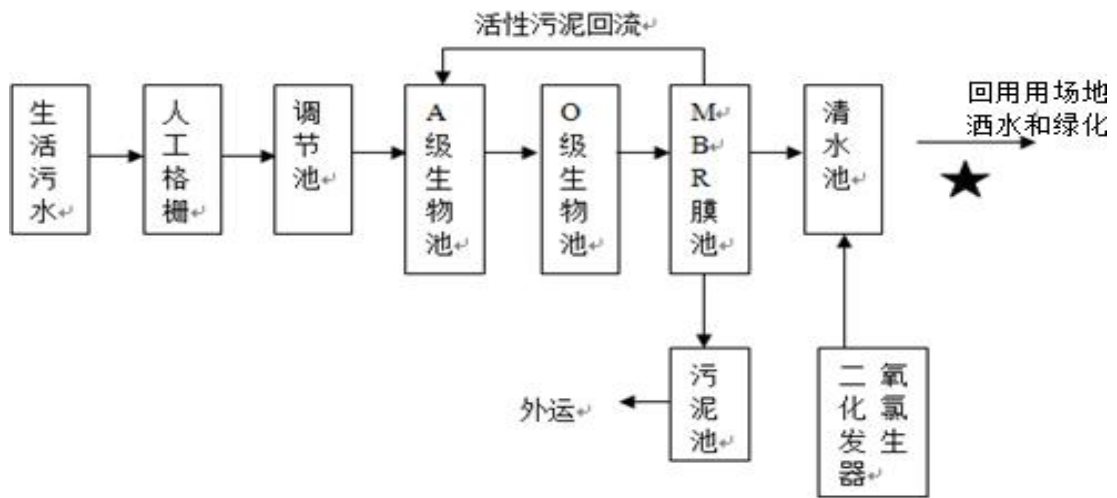 活性污泥回流
生活污水
人工格栅
调节池
A级生物池
O级生物池
MBR膜池
清水池
回用用场地
洒水和绿化
外运
污泥池
二氧化氯发生器